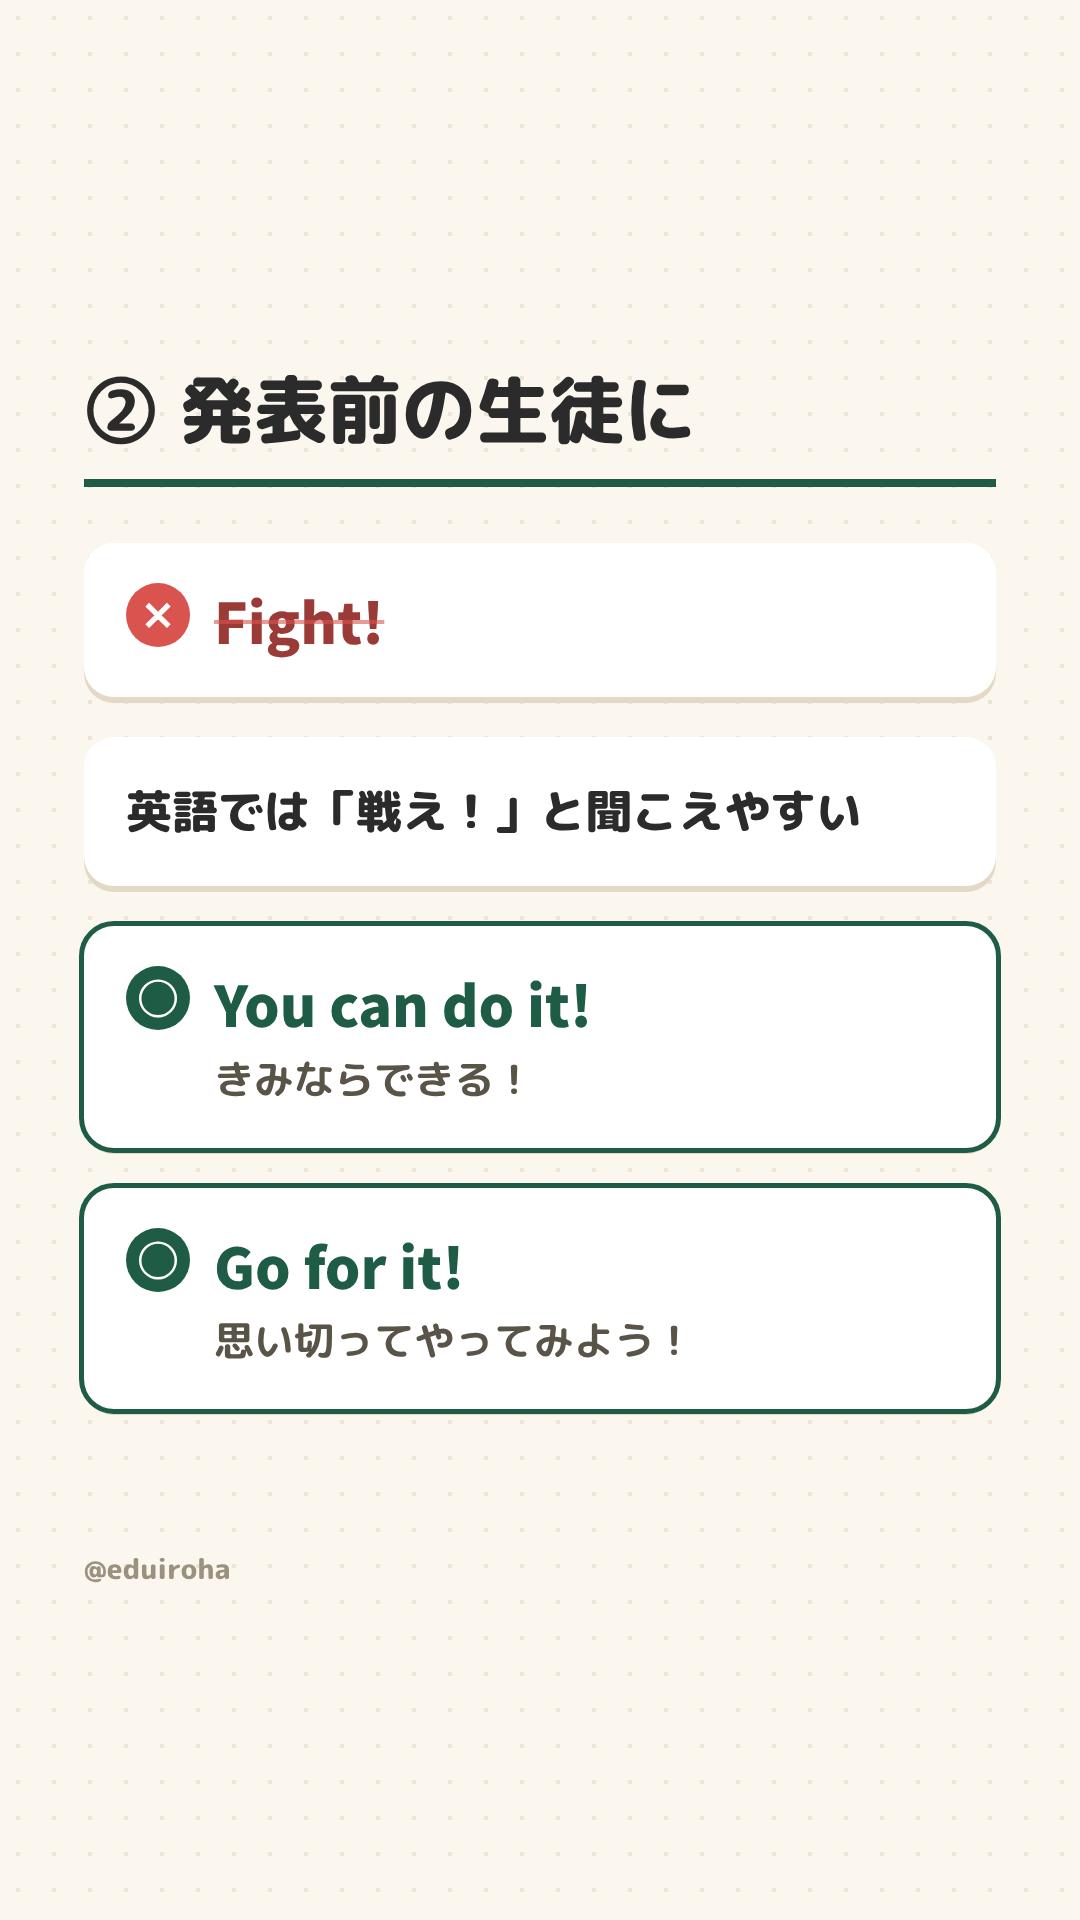 ② 発表前の生徒に
× Fight!
英語では「戦え！」と聞こえやすい
○ You can do it!
きみならできる！
○ Go for it!
思い切ってやってみよう！
@eduiroha